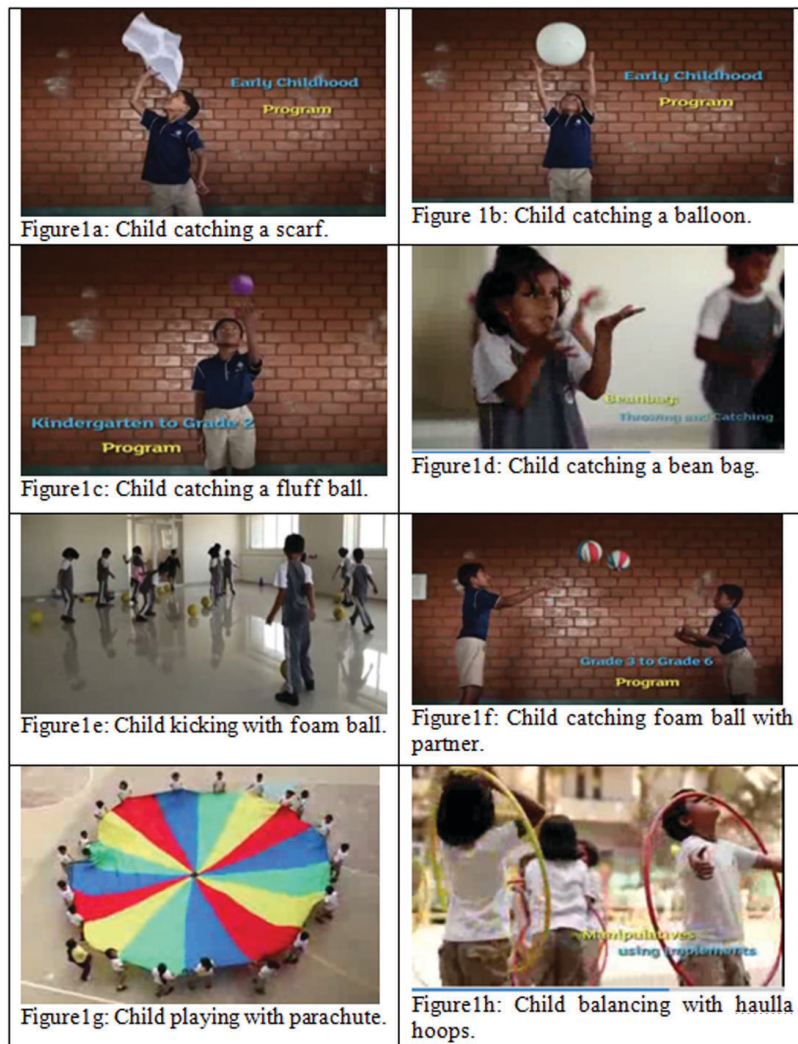 Early Childhood
Program
Early Childhood
Program
Figure1a: Child catching a scarf.
Figure 1b: Child catching a balloon.
Kindergarten to Grade 2
Program
Beanbag:
Throwing and Catching
Figure1c: Child catching a fluff ball.
Figure1d: Child catching a bean bag.
Grade 3 to Grade 6
Program
Figure1e: Child kicking with foam ball.
Figure1f: Child catching foam ball with
partner.
Manipulatives
using implements
Figure1g: Child playing with parachute.
Figure1h: Child balancing with haulla
hoops.